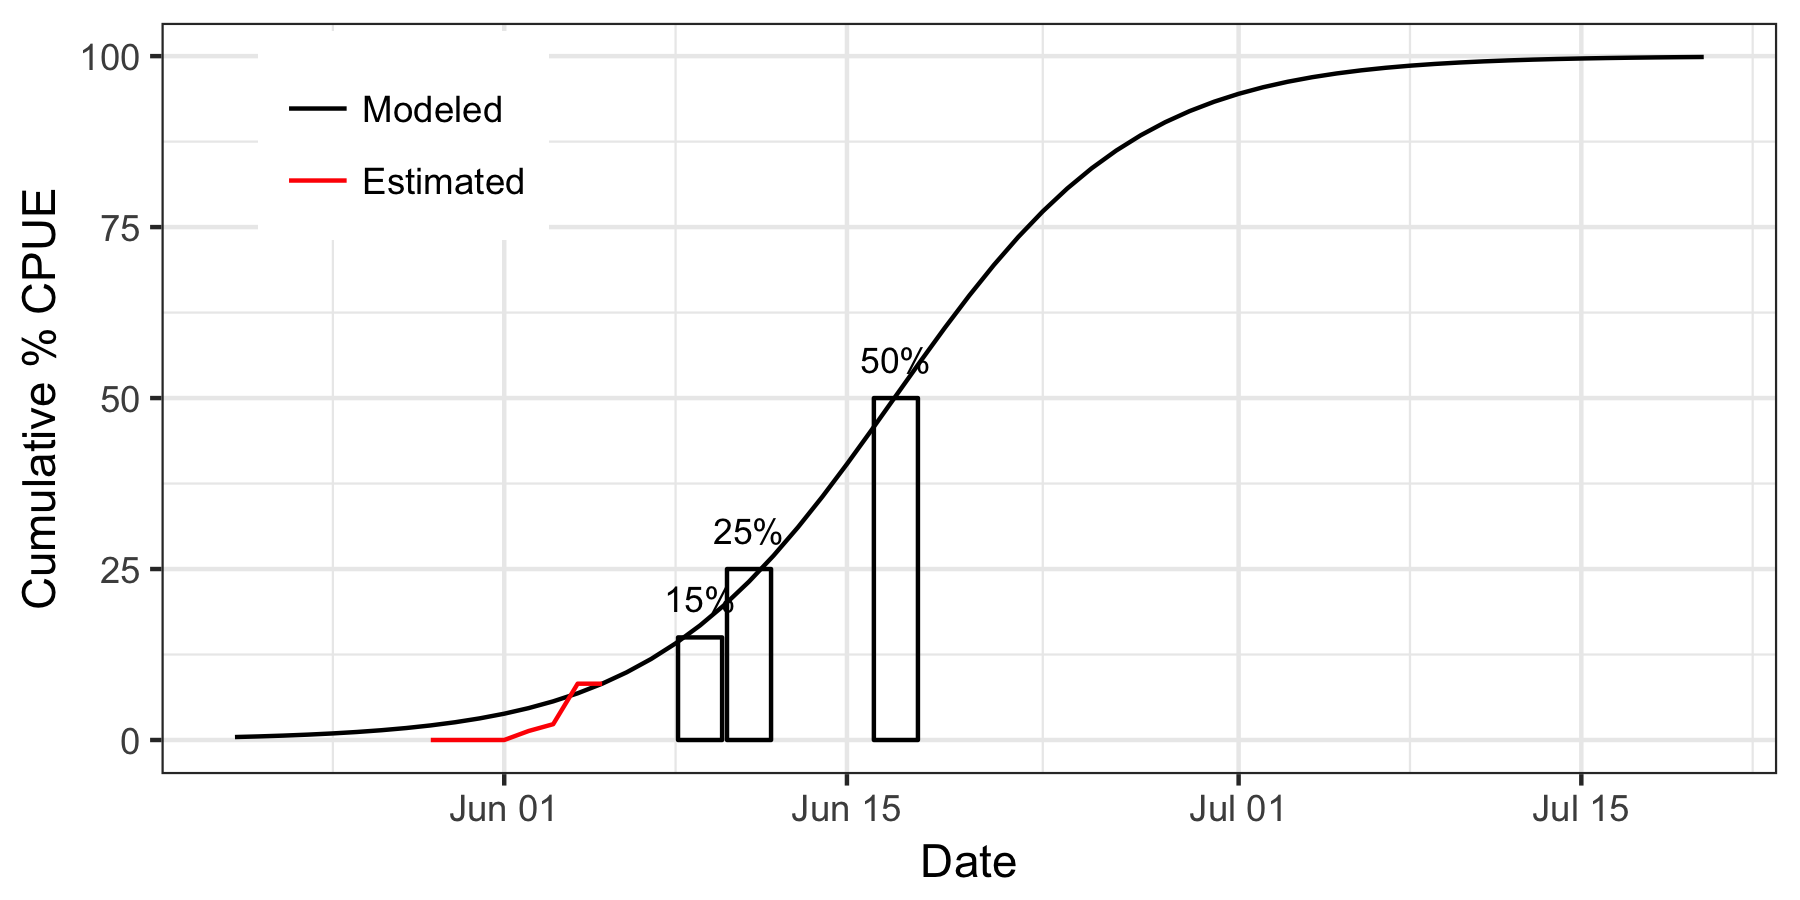 Cumulative % CPUE
100
75
50
25
0
Modeled
Estimated
15%
25%
50%
Jun 01
Jun 15
Jul 01
Jul 15
Date